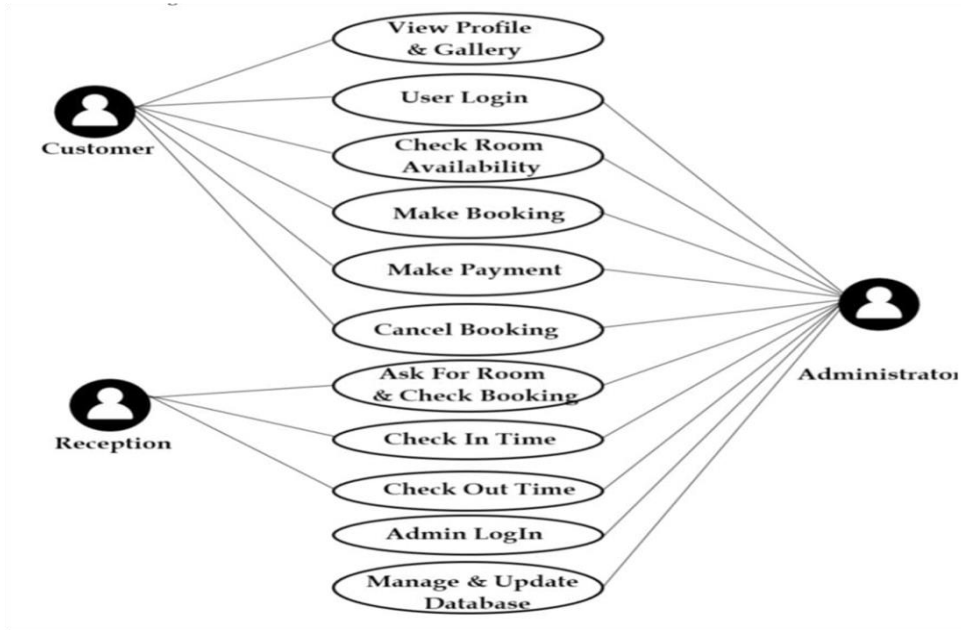 View Profile
& Gallery
User Login
Customer
Check Room
Availability
Make Booking
Make Payment
Cancel Booking
Administrator
Ask For Room
& Check Booking
Reception
Check In Time
Check Out Time
Admin LogIn
Manage & Update
Database